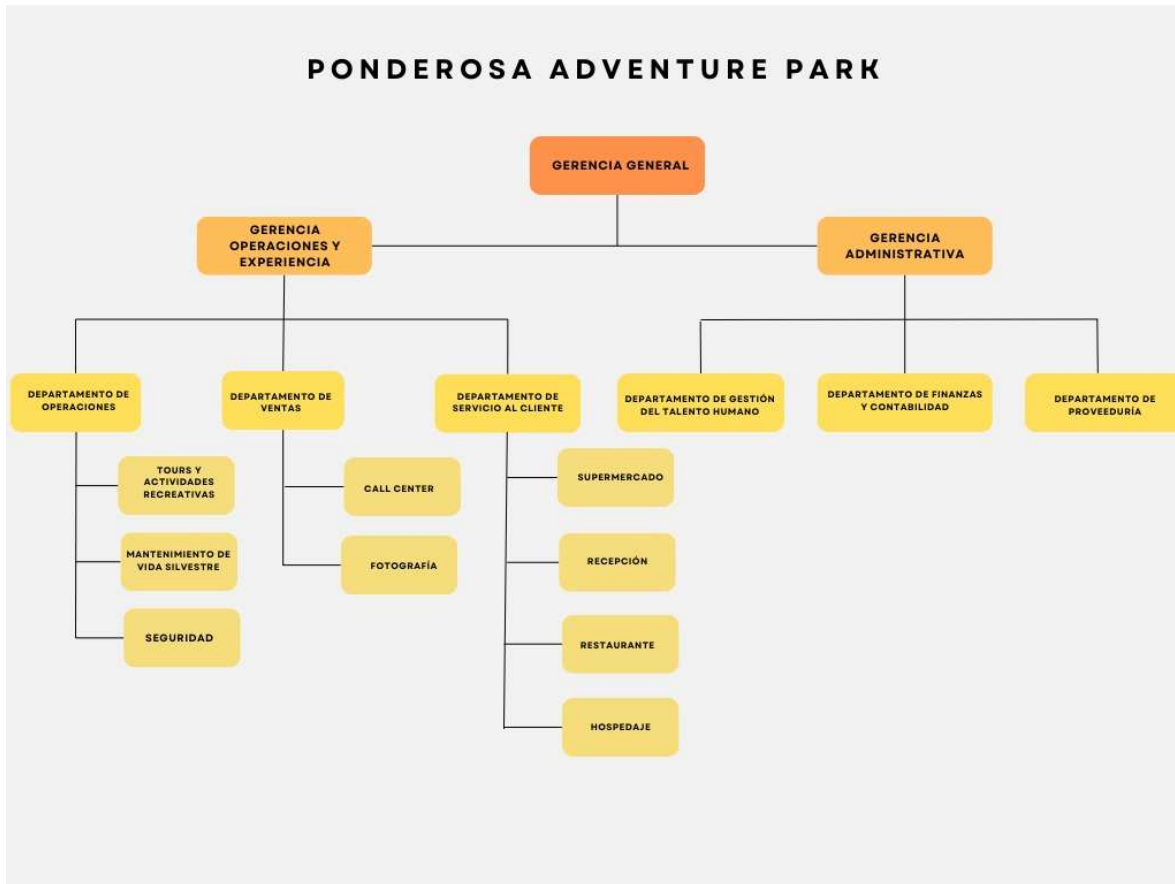 PONDEROSA ADVENTURE PARK
GERENCIA GENERAL
GERENCIA
OPERACIONES Y
EXPERIENCIA
GERENCIA
ADMINISTRATIVA
DEPARTAMENTO DE
OPERACIONES
DEPARTAMENTO DE
VENTAS
DEPARTAMENTO DE
SERVICIO AL CLIENTE
DEPARTAMENTO DE GESTIÓN
DEL TALENTO HUMANO
DEPARTAMENTO DE FINANZAS
Y CONTABILIDAD
DEPARTAMENTO DE
PROVEEDURÍA
TOURS Y
ACTIVIDADES
RECREATIVAS
MANTENIMIENTO DE
VIDA SILVESTRE
SEGURIDAD
CALL CENTER
FOTOGRAFÍA
SUPERMERCADO
RECEPCIÓN
RESTAURANTE
HOSPEDAJE